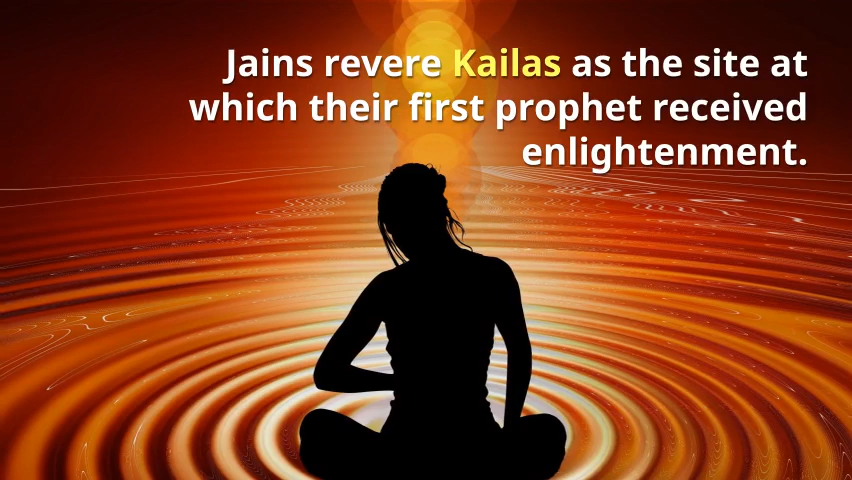 Jains revere Kailas as the site at
which their first prophet received
enlightenment.